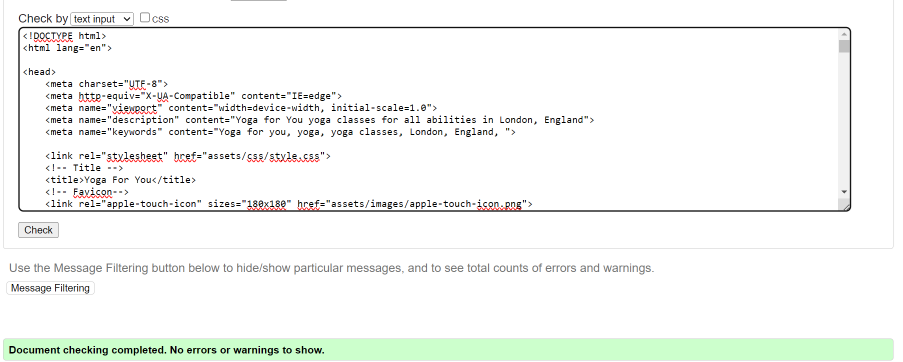 Check by text input css
<!DOCTYPE html>
<html lang="en">
<head>
<meta charset="UTF-8">
<meta http-equiv="X-UA-Compatible" content="IE=edge">
<meta name="viewport" content="width=device-width, initial-scale=1.0">
<meta name="description" content="Yoga for You yoga classes for all abilities in London, England">
<meta name="keywords" content="Yoga for you, yoga, yoga classes, London, England, ">
<link rel="stylesheet" href="assets/css/style.css">
<!-- Title -->
<title>Yoga For You</title>
<!-- Favicon-->
<link rel="apple-touch-icon" sizes="180x180" href="assets/images/apple-touch-icon.png">
Check
Use the Message Filtering button below to hide/show particular messages, and to see total counts of errors and warnings.
Message Filtering
Document checking completed. No errors or warnings to show.